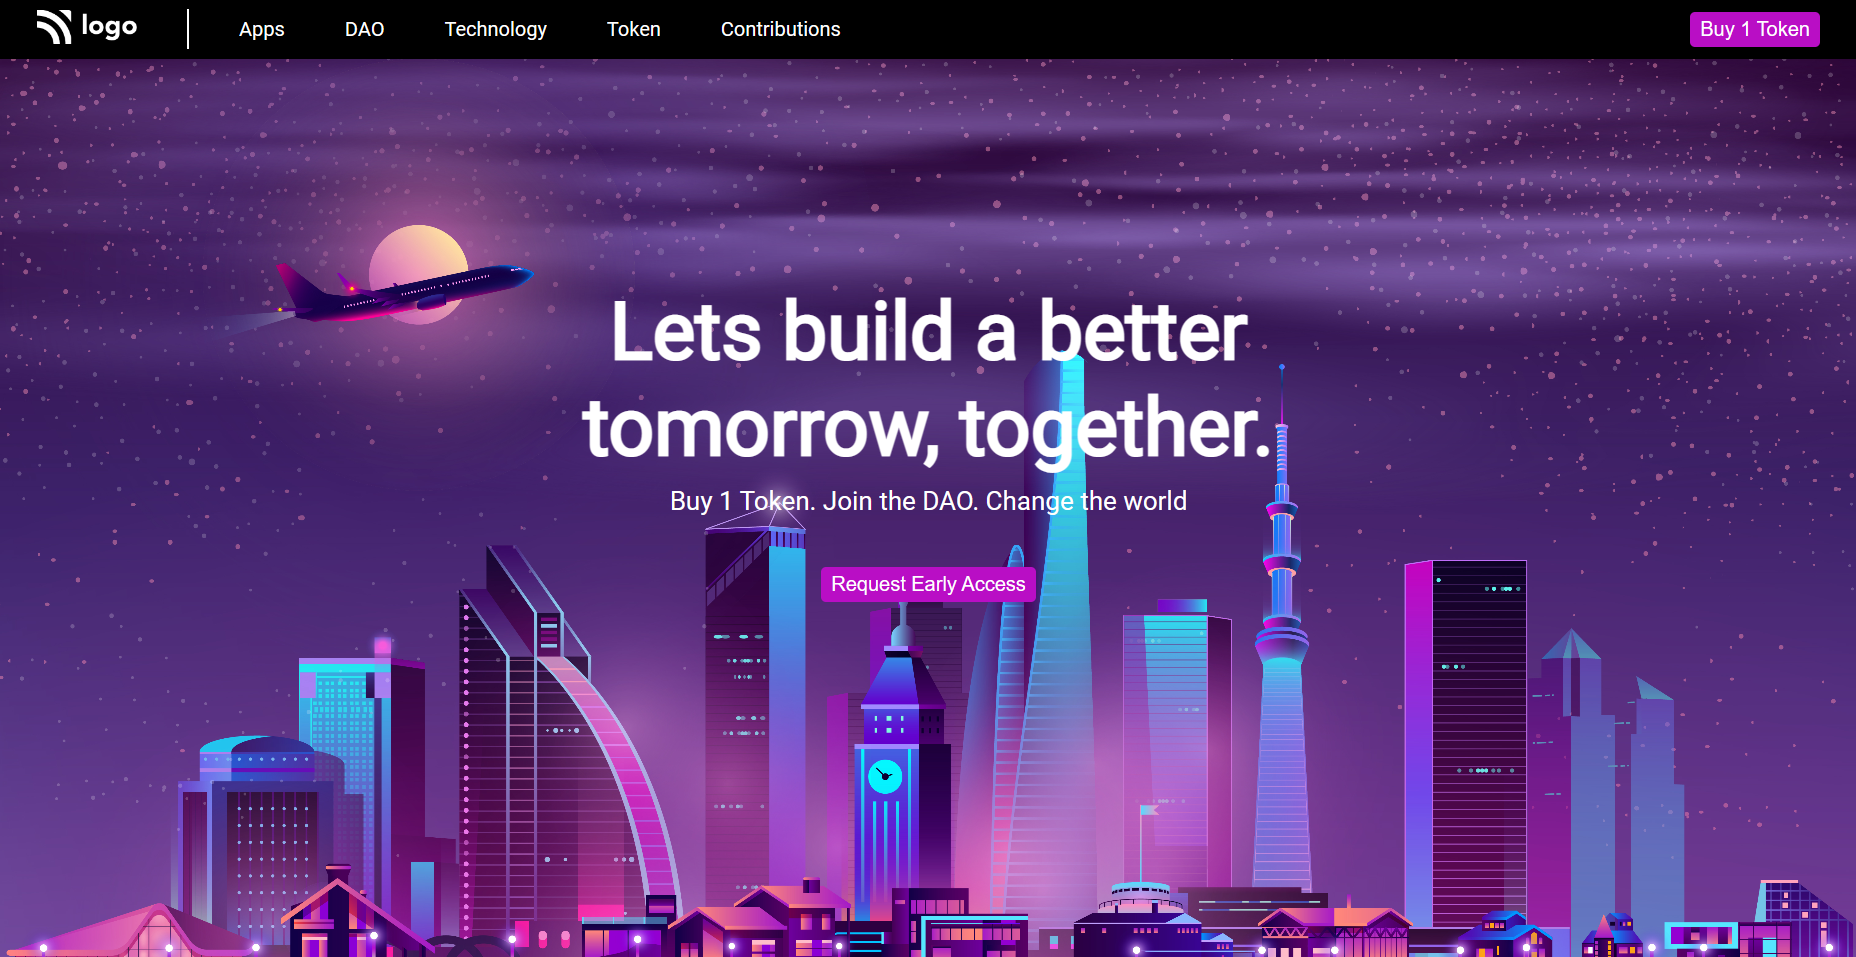 logo
Apps
DAO
Technology
Token
Contributions
Buy 1 Token
Lets build a better
tomorrow, together.
Buy 1 Token. Join the DAO. Change the world
Request Early Access